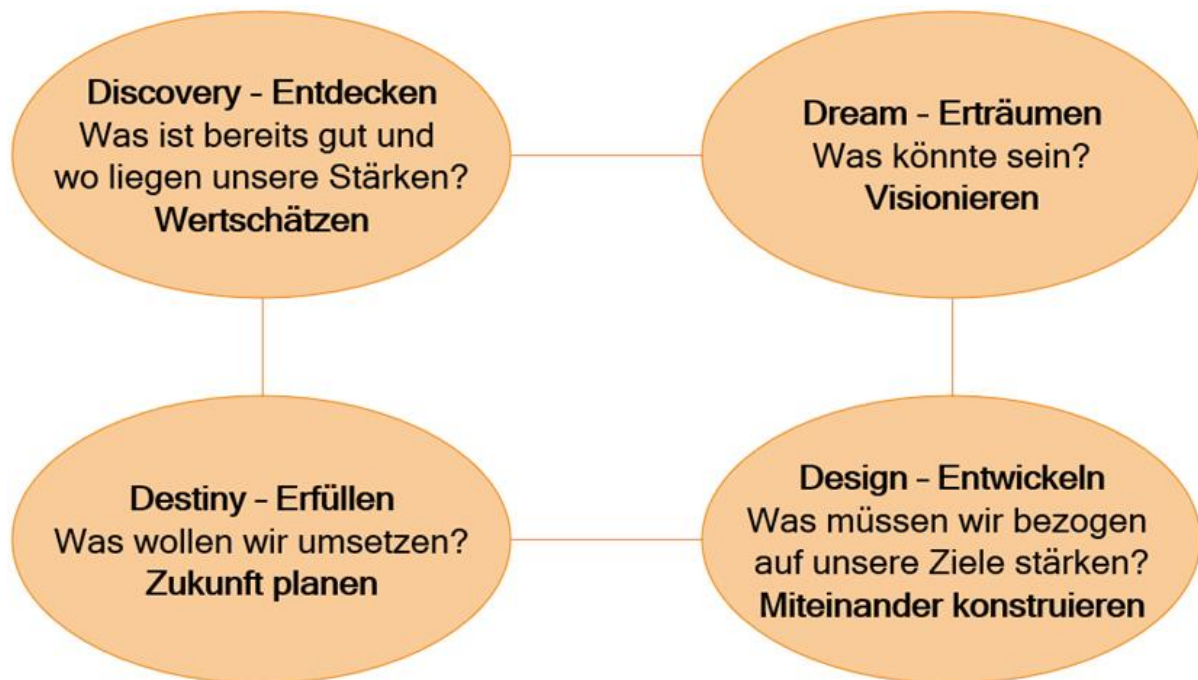 Discovery - Entdecken
Was ist bereits gut und
wo liegen unsere Stärken?
Wertschätzen
Dream - Erträumen
Was könnte sein?
Visionieren
Destiny - Erfüllen
Was wollen wir umsetzen?
Zukunft planen
Design - Entwickeln
Was müssen wir bezogen
auf unsere Ziele stärken?
Miteinander konstruieren